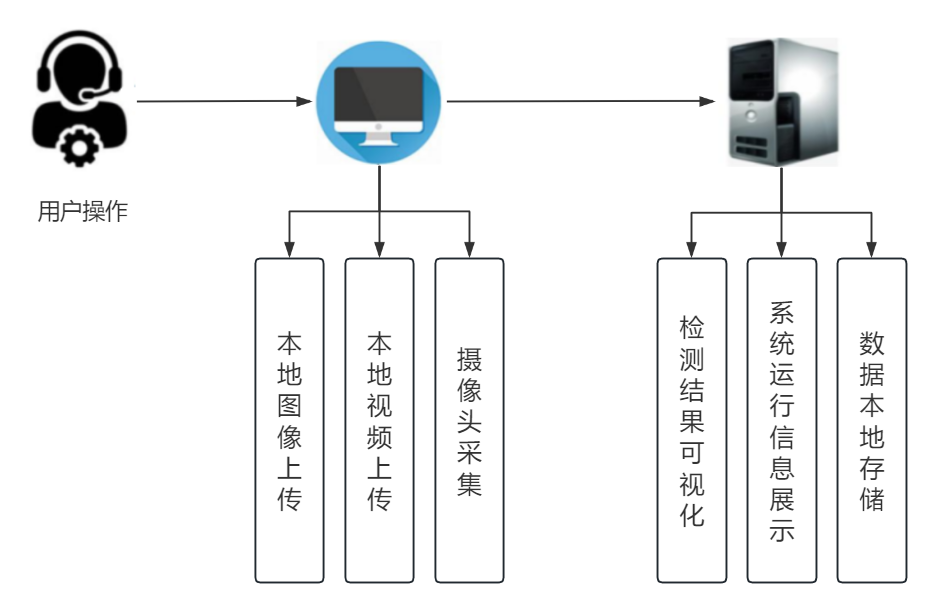 用户操作
本地图像上传
本地视频上传
摄像头采集
检测结果可视化
系统运行信息展示
数据本地存储